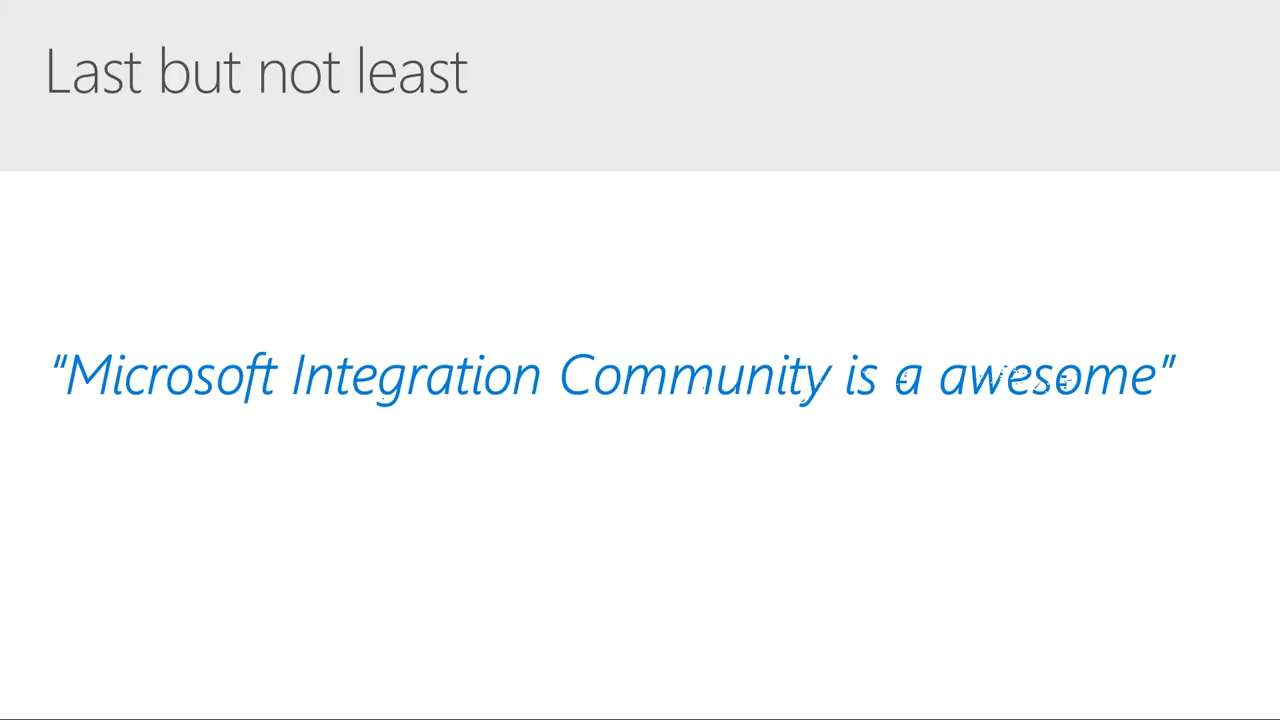 Last but not least
“Microsoft Integration Community is a awesome”